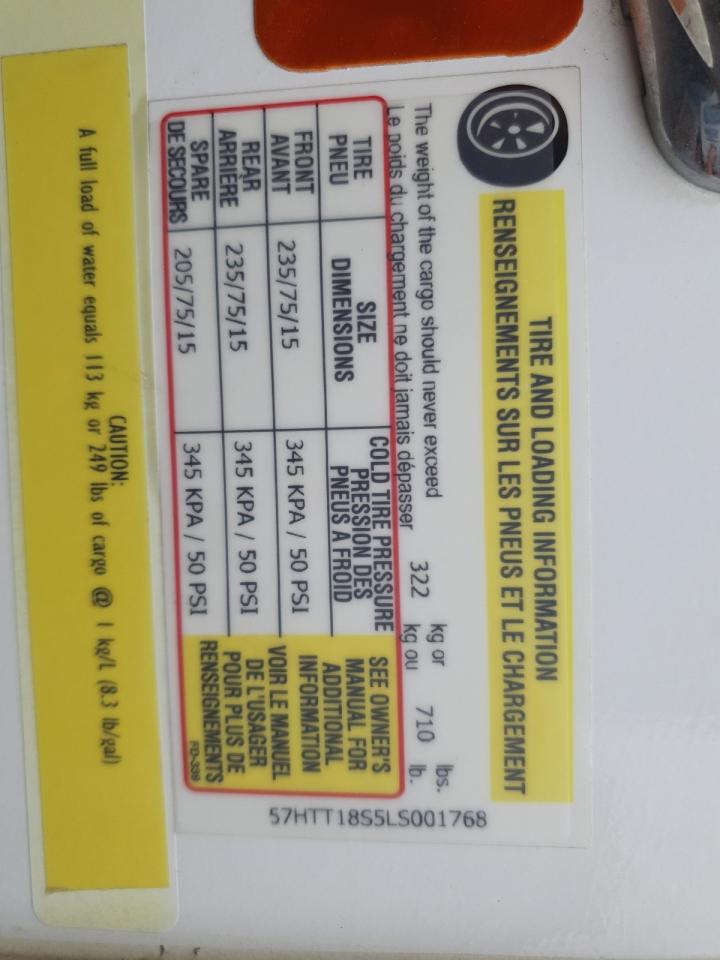 TIRE AND LOADING INFORMATION
RENSEIGNEMENTS SUR LES PNEUS ET LE CHARGEMENT
The weight of the cargo should never exceed 322 kg or 710 lbs.
Le poids du chargement ne doit jamais dépasser kg ou lb.
TIRE
PNEU
SIZE
DIMENSIONS
COLD TIRE PRESSURE
PRESSION DES
PNEUS A FROID
FRONT
AVANT
235/75/15
345 KPA / 50 PSI
REAR
ARRIÈRE
235/75/15
345 KPA / 50 PSI
SPARE
DE SECOURS
205/75/15
345 KPA / 50 PSI
SEE OWNER'S
MANUAL FOR
ADDITIONAL
INFORMATION
VOIR LE MANUEL
DE L'USAGER
POUR PLUS DE
RENSEIGNEMENTS
FD-339
57HTT18S5LS001768
CAUTION:
A full load of water equals 113 kg or 249 lbs of cargo @ 1 kg/L (8.3 lb/gal)